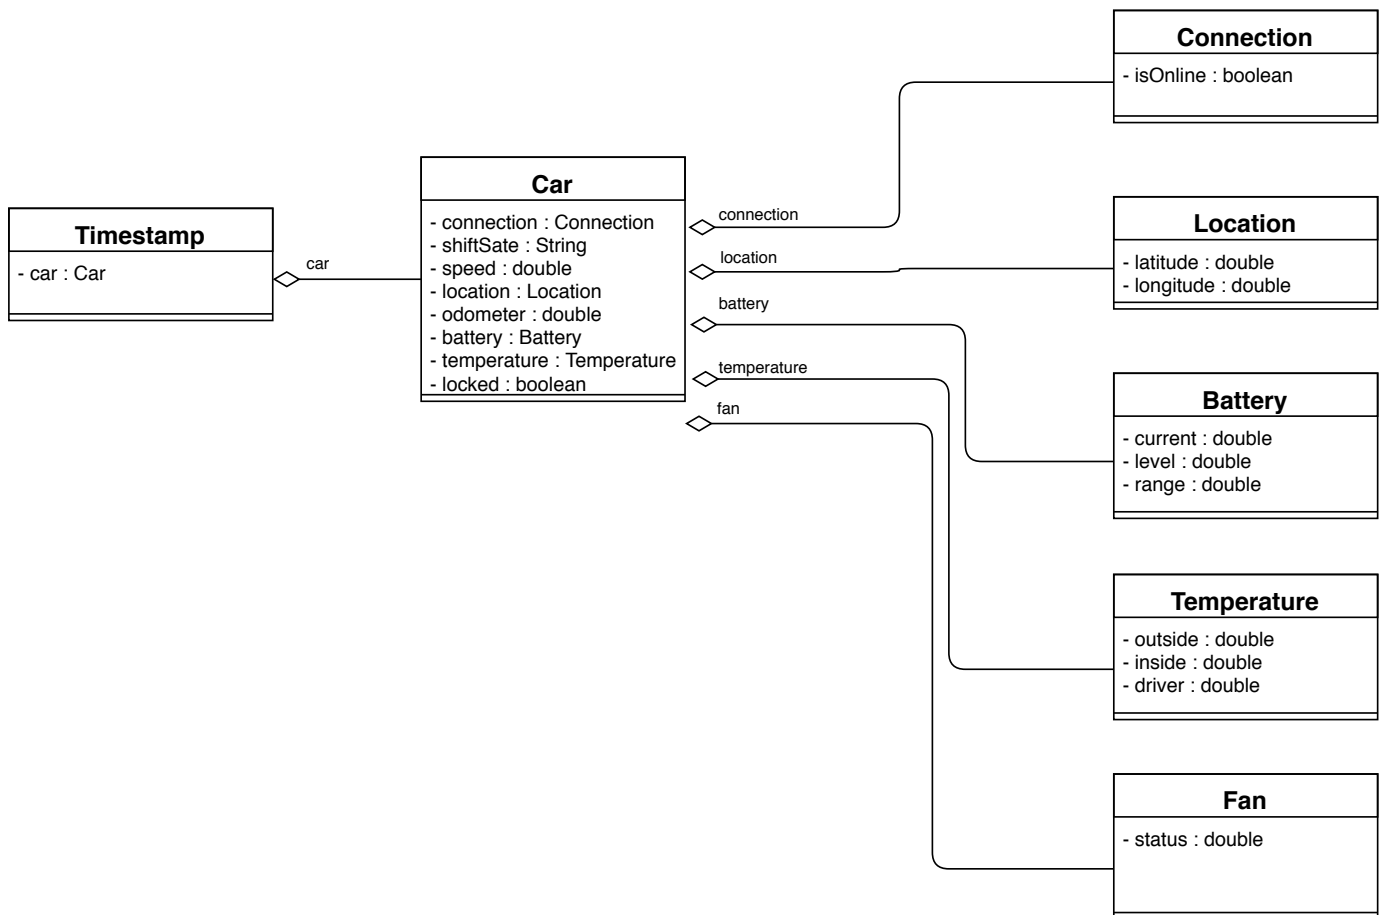 Timestamp
- car : Car
car
Car
- connection : Connection
- shiftSate : String
- speed : double
- location : Location
- odometer : double
- battery : Battery
- temperature : Temperature
- locked : boolean
connection
location
battery
temperature
fan
Connection
- isOnline : boolean
Location
- latitude : double
- longitude : double
Battery
- current : double
- level : double
- range : double
Temperature
- outside : double
- inside : double
- driver : double
Fan
- status : double